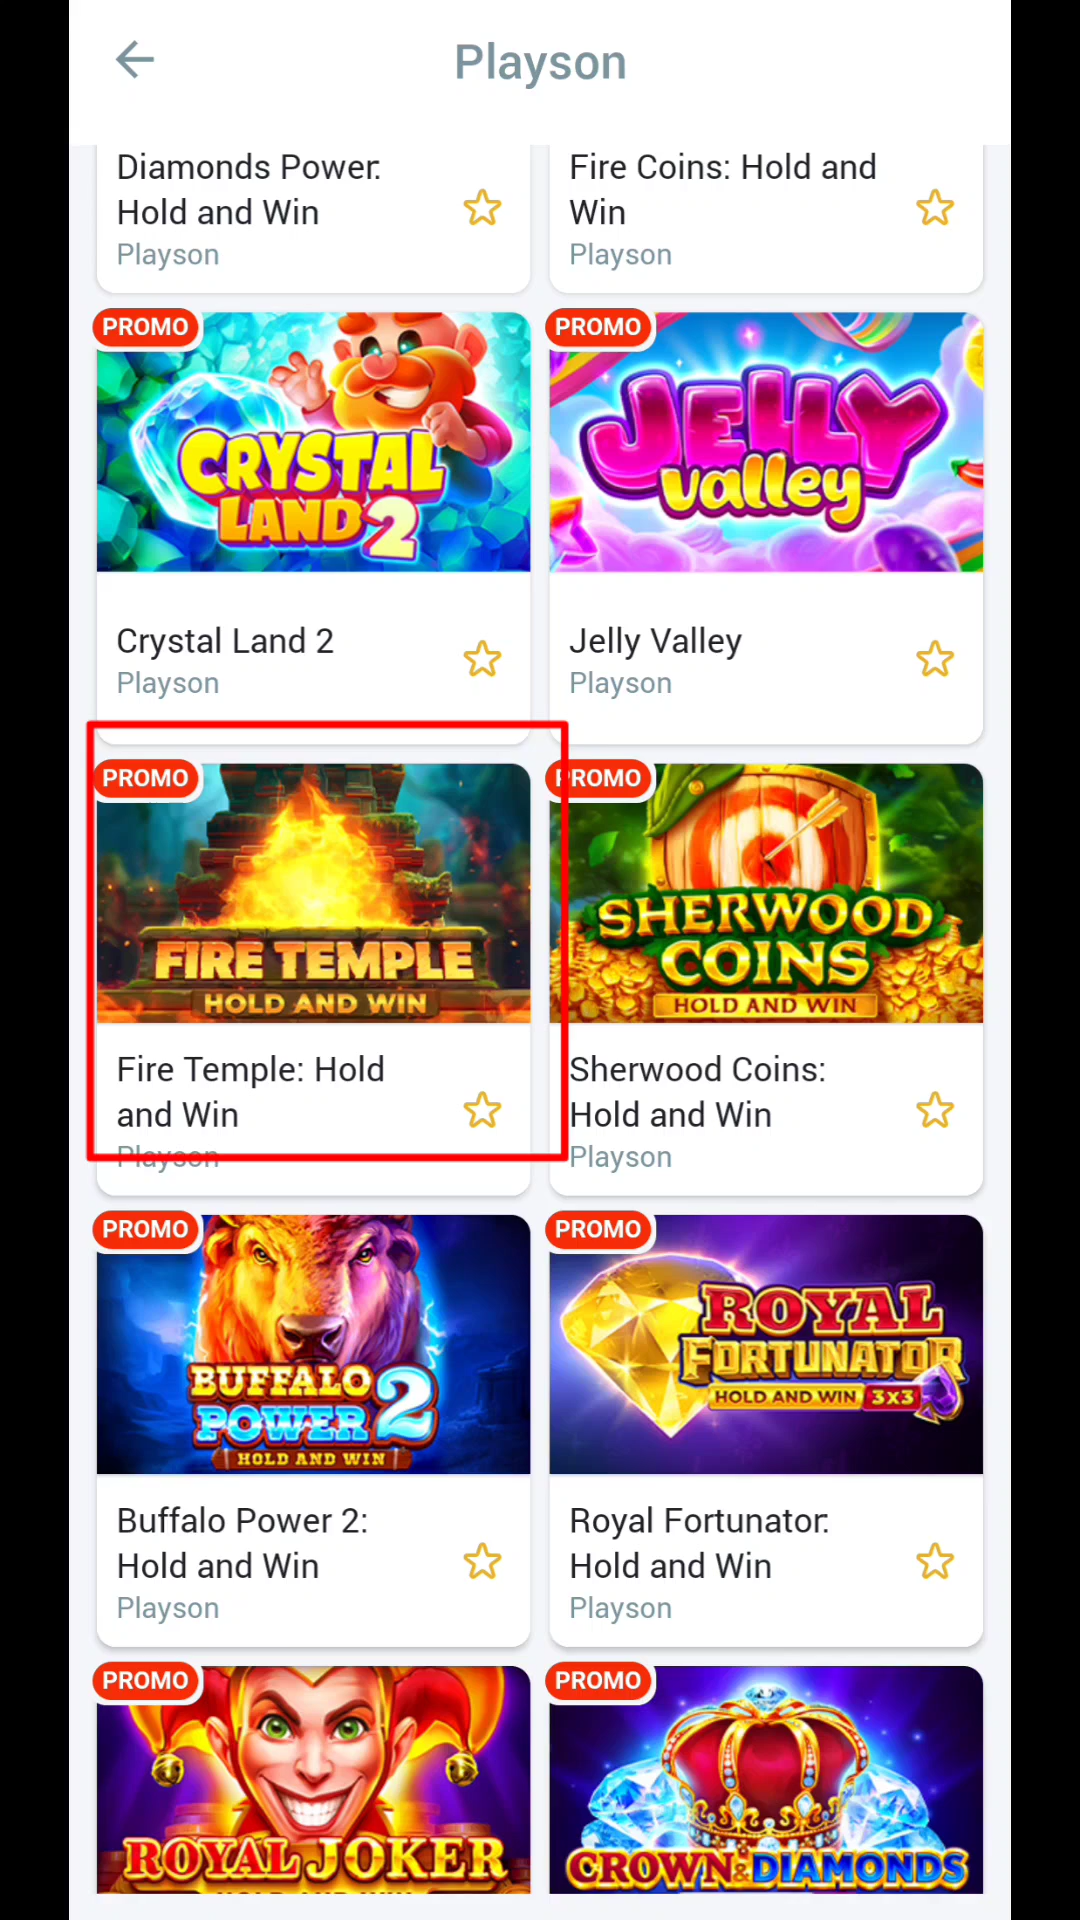 Playson
Diamonds Power:
Hold and Win
Playson
Fire Coins: Hold and
Win
Playson
PROMO
CRYSTAL
LAND 2
Crystal Land 2
Playson
PROMO
JELLY
valley
Jelly Valley
Playson
PROMO
FIRE TEMPLE
HOLD AND WIN
Fire Temple: Hold
and Win
Playson
PROMO
SHERWOOD
COINS
HOLD AND WIN
Sherwood Coins:
Hold and Win
Playson
PROMO
BUFFALO
POWER 2
HOLD AND WIN
Buffalo Power 2:
Hold and Win
Playson
PROMO
ROYAL
FORTUNATOR
HOLD AND WIN 3X3
Royal Fortunator:
Hold and Win
Playson
PROMO
ROYAL JOKER
HOLD AND WIN
PROMO
CROWN & DIAMONDS